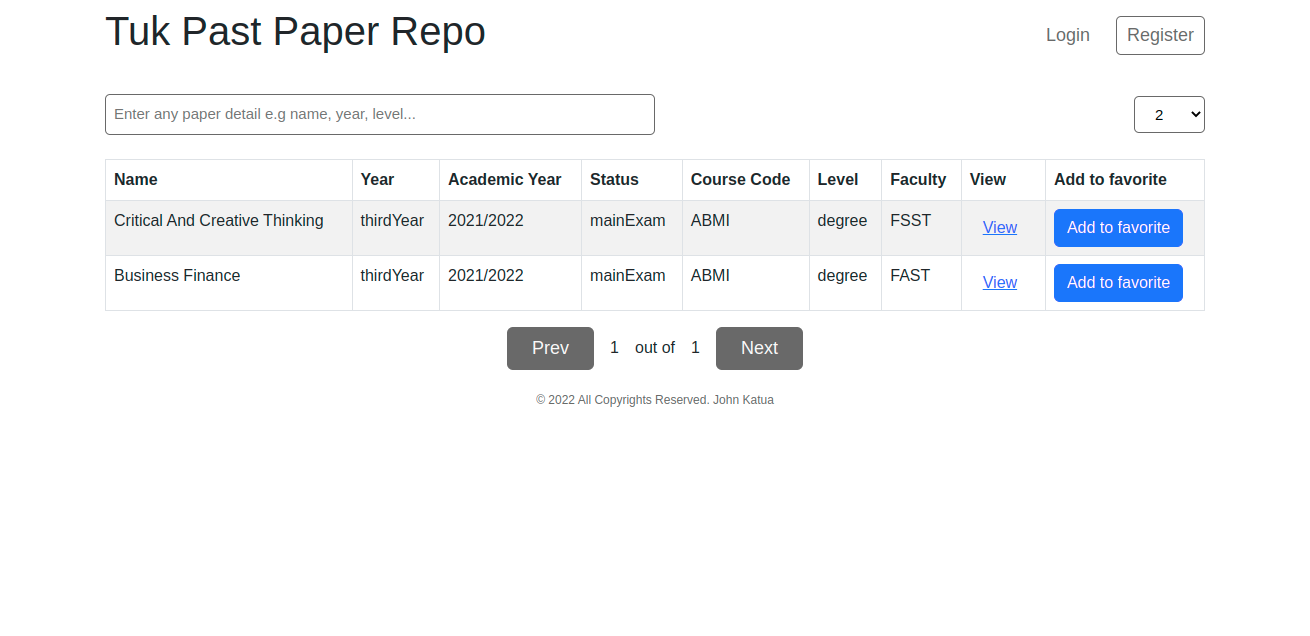 Tuk Past Paper Repo Login Register
Enter any paper detail e.g name, year, level... 2
Name Year Academic Year Status Course Code Level Faculty View Add to favorite
Critical And Creative Thinking thirdYear 2021/2022 mainExam ABMI degree FSST View Add to favorite
Business Finance thirdYear 2021/2022 mainExam ABMI degree FAST View Add to favorite
Prev 1 out of 1 Next
© 2022 All Copyrights Reserved. John Katua